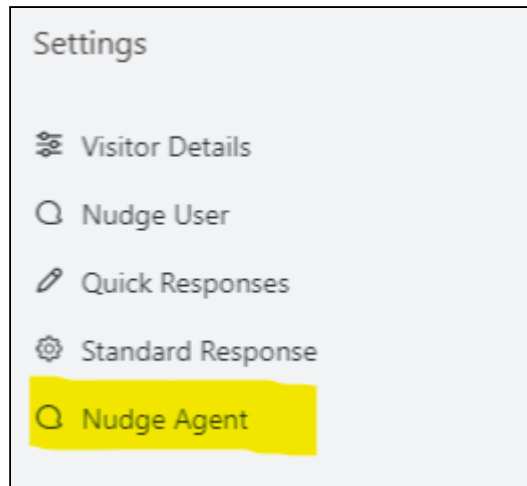 Settings
Visitor Details
Nudge User
Quick Responses
Standard Response
Nudge Agent